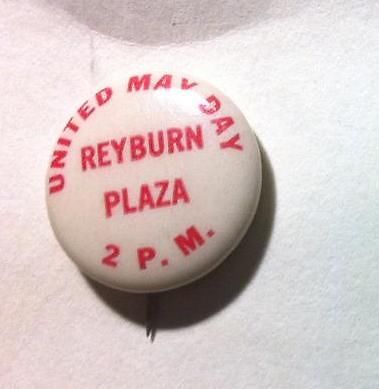 UNITED MAY DAY
REYBURN
PLAZA
2 P.M.